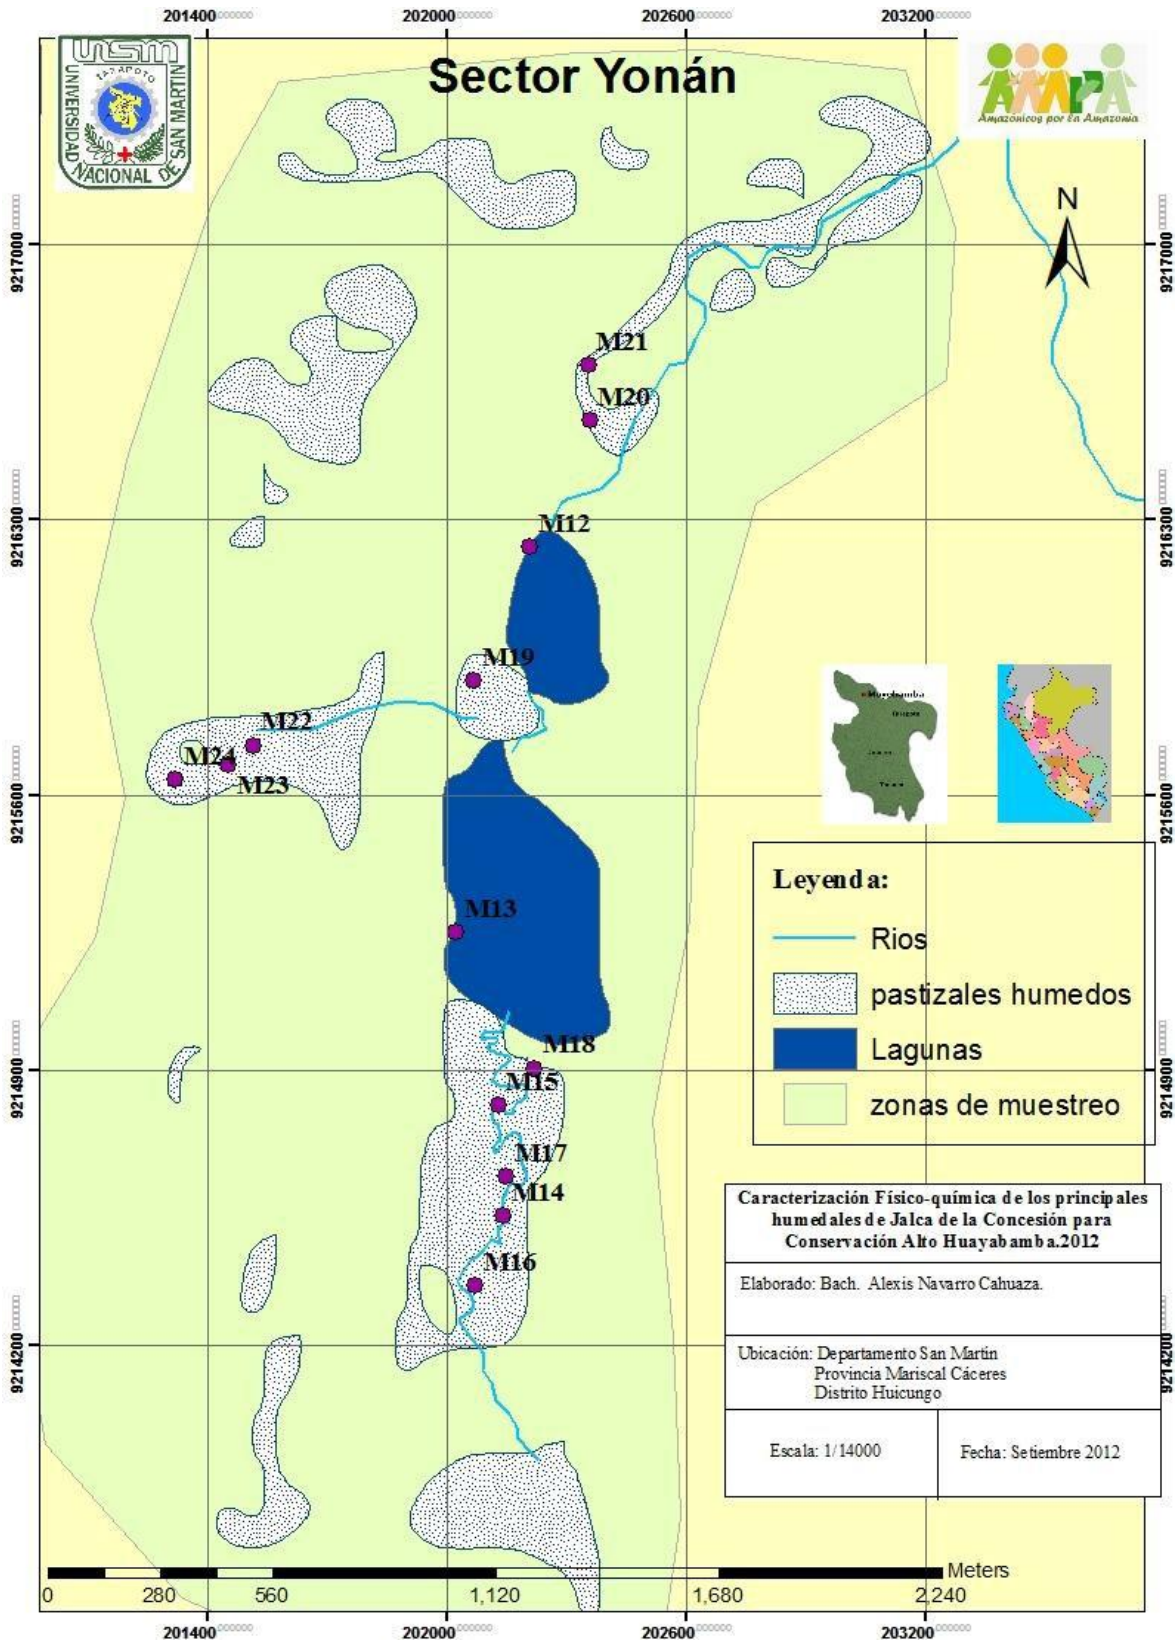 201400
202000
202600
203200
UNSM
TARAPOTO
UNIVERSIDAD
NACIONAL DE
SAN MARTIN
Sector Yonán
AMPA
Amazónicos por la Amazonía
N
9217000
9217000
M21
M20
9216300
9216300
M12
M19
M22
M24
M23
Moyobamba
9215600
9215600
M13
Leyenda:
Rios
pastizales humedos
Lagunas
zonas de muestreo
M18
M15
9214900
9214900
M17
M14
M16
Caracterización Físico-química de los principales
humedales de Jalca de la Concesión para
Conservación Alto Huayabamba.2012
Elaborado: Bach. Alexis Navarro Cahuaza.
9214200
9214200
Ubicación: Departamento San Martin
Provincia Mariscal Cáceres
Distrito Huicungo
Escala: 1/14000
Fecha: Setiembre 2012
Meters
0 280 560 1,120 1,680 2,240
201400
202000
202600
203200